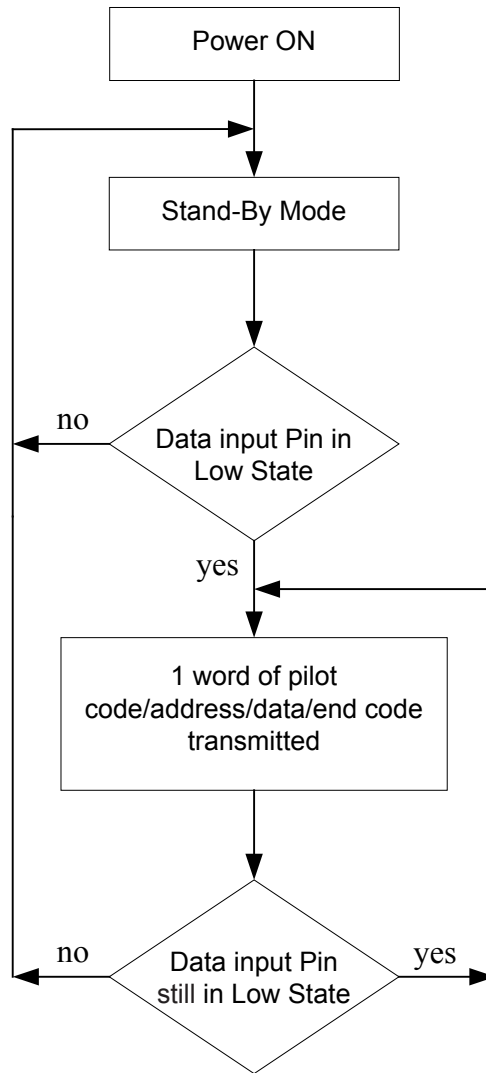 Power ON
Stand-By Mode
no
Data input Pin in
Low State
yes
1 word of pilot
code/address/data/end code
transmitted
no
Data input Pin
still in Low State
yes